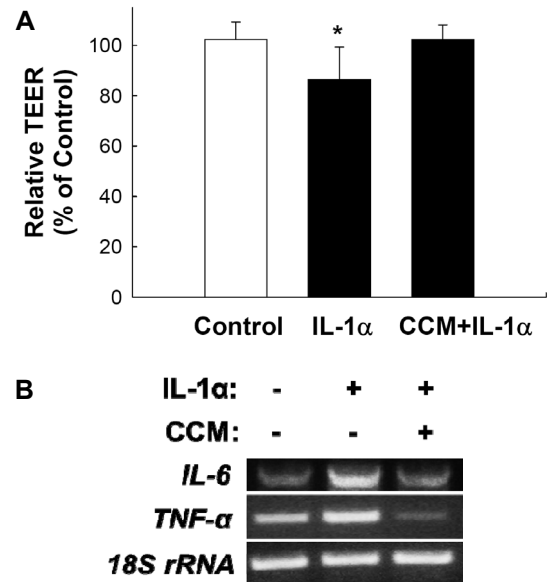 A
Relative TEER
(% of Control)
100
80
60
40
20
0
*
Control IL-1α CCM+IL-1α
B
IL-1α: - + +
CCM: - - +
IL-6
TNF-α
18S rRNA